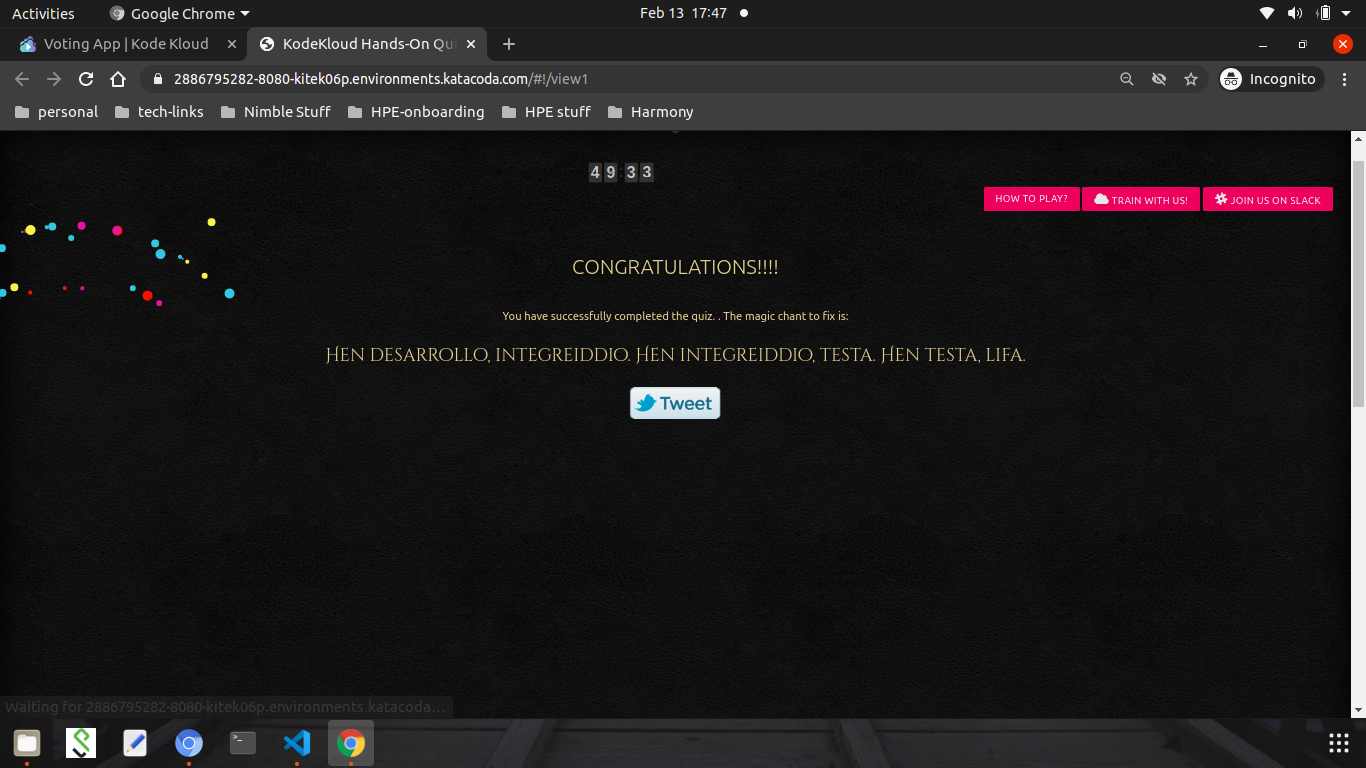 Activities Google Chrome Feb 13 17:47
Voting App | Kode Kloud KodeKloud Hands-On Qui
2886795282-8080-kitek06p.environments.katacoda.com/#!/view1 Incognito
personal tech-links Nimble Stuff HPE-onboarding HPE stuff Harmony
49:33
HOW TO PLAY? TRAIN WITH US! JOIN US ON SLACK
CONGRATULATIONS!!!!
You have successfully completed the quiz. . The magic chant to fix is:
Hen desarrollo, integreiddio. Hen integreiddio, testa. Hen testa, lifa.
Tweet
Waiting for 2886795282-8080-kitek06p.environments.katacoda...